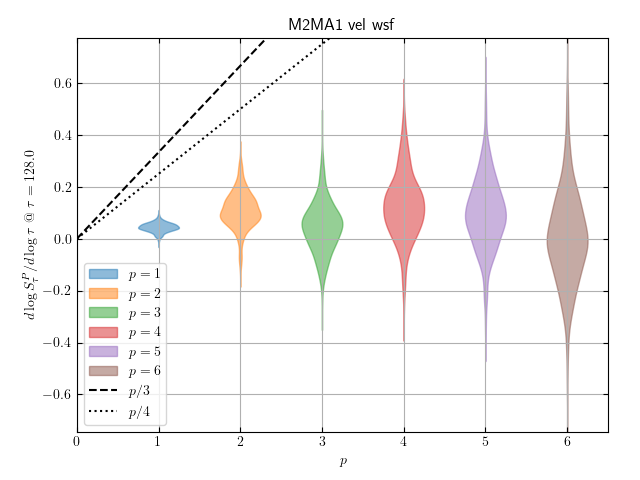 M2MA1 vel wsf
d log S_τ^P / d log τ @ τ = 128.0
0.6
0.4
0.2
0.0
−0.2
−0.4
−0.6
p = 1
p = 2
p = 3
p = 4
p = 5
p = 6
p/3
p/4
0 1 2 3 4 5 6
p